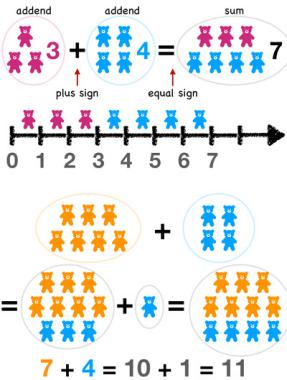 addend addend sum
3 + 4 = 7
plus sign equal sign
0 1 2 3 4 5 6 7
+
= + =
7 + 4 = 10 + 1 = 11